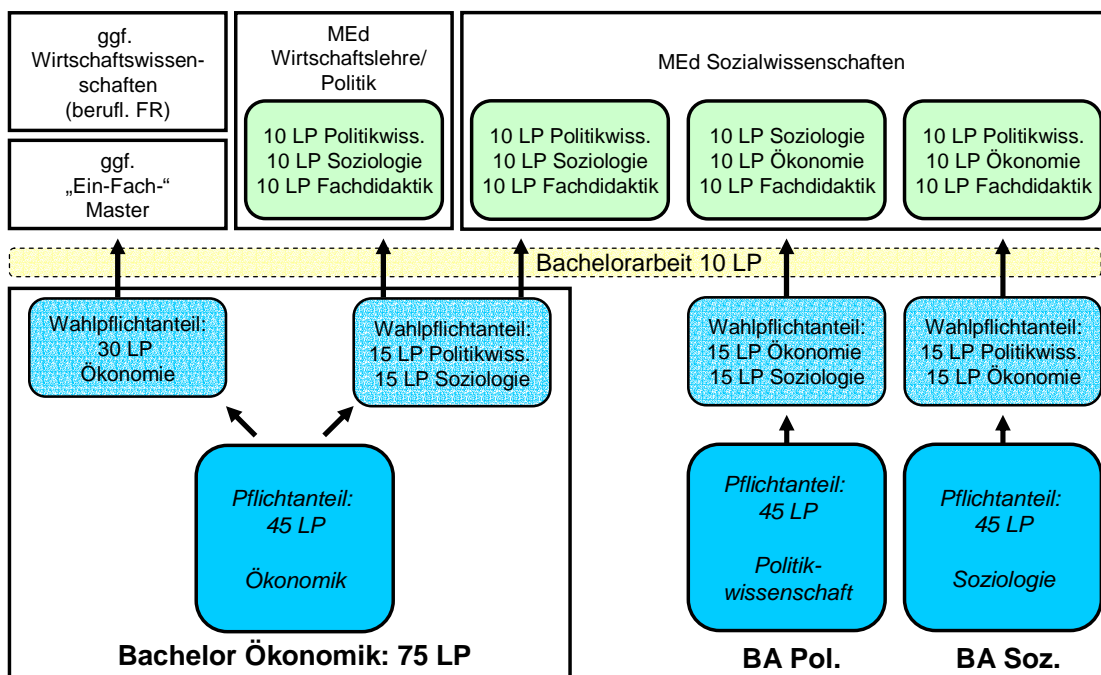 ggf.
Wirtschaftswissen-
schaften
(berufl. FR)
ggf.
„Ein-Fach-“
Master
MEd
Wirtschaftslehre/
Politik
10 LP Politikwiss.
10 LP Soziologie
10 LP Fachdidaktik
MEd Sozialwissenschaften
10 LP Politikwiss.
10 LP Soziologie
10 LP Fachdidaktik
10 LP Soziologie
10 LP Ökonomie
10 LP Fachdidaktik
10 LP Politikwiss.
10 LP Ökonomie
10 LP Fachdidaktik
Bachelorarbeit 10 LP
Wahlpflichtanteil:
30 LP
Ökonomie
Wahlpflichtanteil:
15 LP Politikwiss.
15 LP Soziologie
Wahlpflichtanteil:
15 LP Ökonomie
15 LP Soziologie
Wahlpflichtanteil:
15 LP Politikwiss.
15 LP Ökonomie
Pflichtanteil:
45 LP
Ökonomik
Pflichtanteil:
45 LP
Politik-
wissenschaft
Pflichtanteil:
45 LP
Soziologie
Bachelor Ökonomik: 75 LP
BA Pol.
BA Soz.